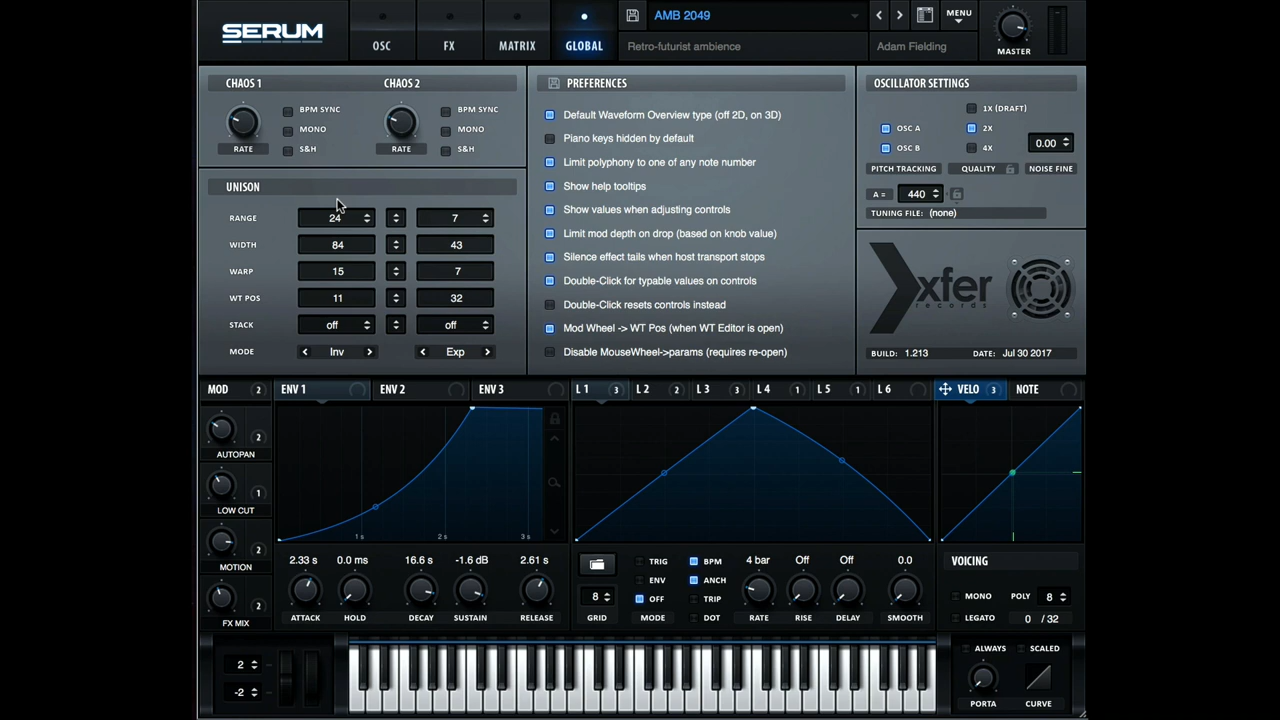 SERUM
OSC
FX
MATRIX
GLOBAL
AMB 2049
MENU
Retro-futurist ambience
Adam Fielding
MASTER
CHAOS 1
CHAOS 2
BPM SYNC
MONO
S&H
RATE
BPM SYNC
MONO
S&H
RATE
UNISON
RANGE 24 7
WIDTH 84 43
WARP 15 7
WT POS 11 32
STACK off off
MODE < Inv > < Exp >
PREFERENCES
Default Waveform Overview type (off 2D, on 3D)
Piano keys hidden by default
Limit polyphony to one of any note number
Show help tooltips
Show values when adjusting controls
Limit mod depth on drop (based on knob value)
Silence effect tails when host transport stops
Double-Click for typable values on controls
Double-Click resets controls instead
Mod Wheel -> WT Pos (when WT Editor is open)
Disable MouseWheel->params (requires re-open)
OSCILLATOR SETTINGS
1X (DRAFT)
OSC A 2X
OSC B 4X
0.00
PITCH TRACKING QUALITY NOISE FINE
A = 440
TUNING FILE: (none)
xfer
records
BUILD: 1.213 DATE: Jul 30 2017
MOD 2 ENV 1 ENV 2 ENV 3 L 1 3 L 2 2 L 3 3 L 4 1 L 5 1 L 6 VELO 3 NOTE
2
AUTOPAN
1
LOW CUT
2
MOTION
2
FX MIX
1 s 2 s 3 s
2.33 s 0.0 ms 16.6 s -1.6 dB 2.61 s
ATTACK HOLD DECAY SUSTAIN RELEASE
8
GRID
TRIG BPM
ENV ANCH
OFF TRIP
MODE DOT
4 bar Off Off 0.0
RATE RISE DELAY SMOOTH
VOICING
MONO POLY 8
LEGATO 0 / 32
2
-2
ALWAYS SCALED
PORTA CURVE